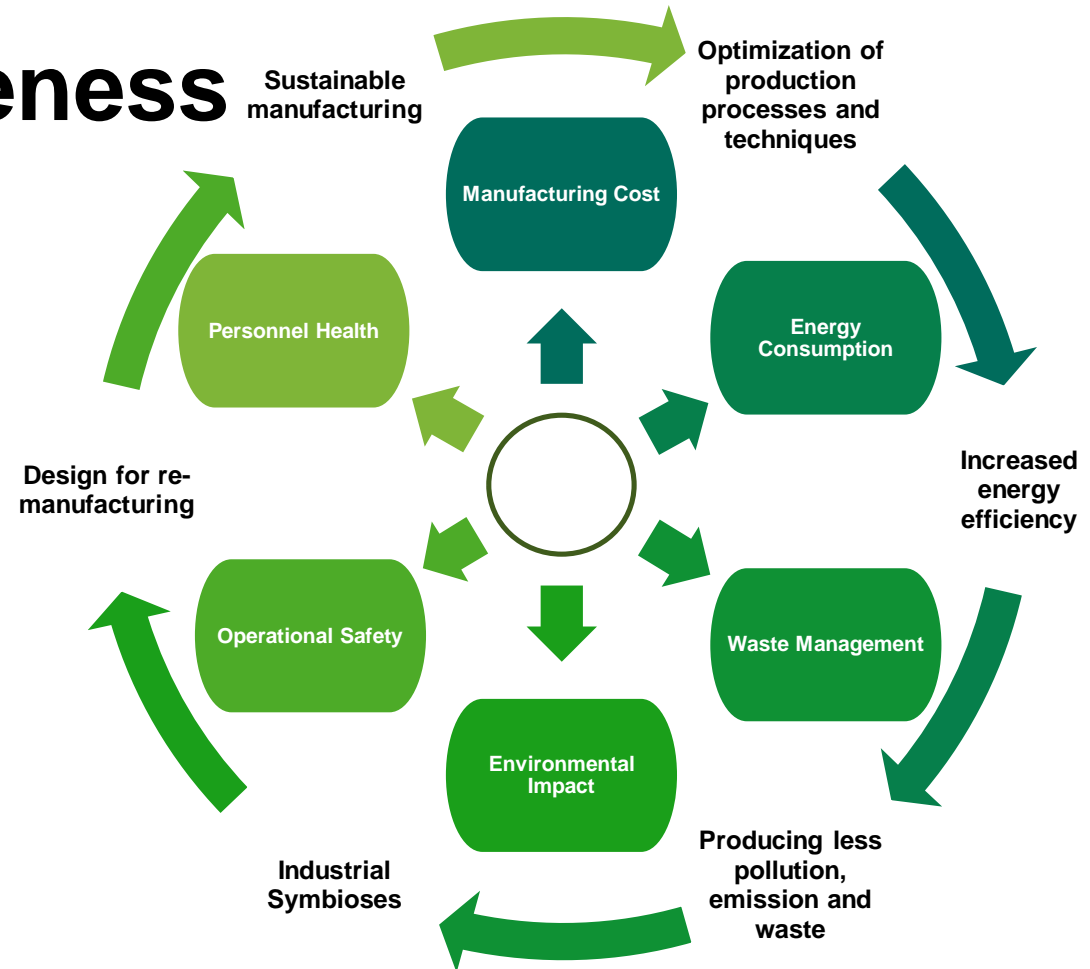 eness
Sustainable
manufacturing
Optimization of
production
processes and
techniques
Manufacturing Cost
Personnel Health
Energy
Consumption
Design for re-
manufacturing
Increased
energy
efficiency
Operational Safety
Waste Management
Environmental
Impact
Industrial
Symbioses
Producing less
pollution,
emission and
waste